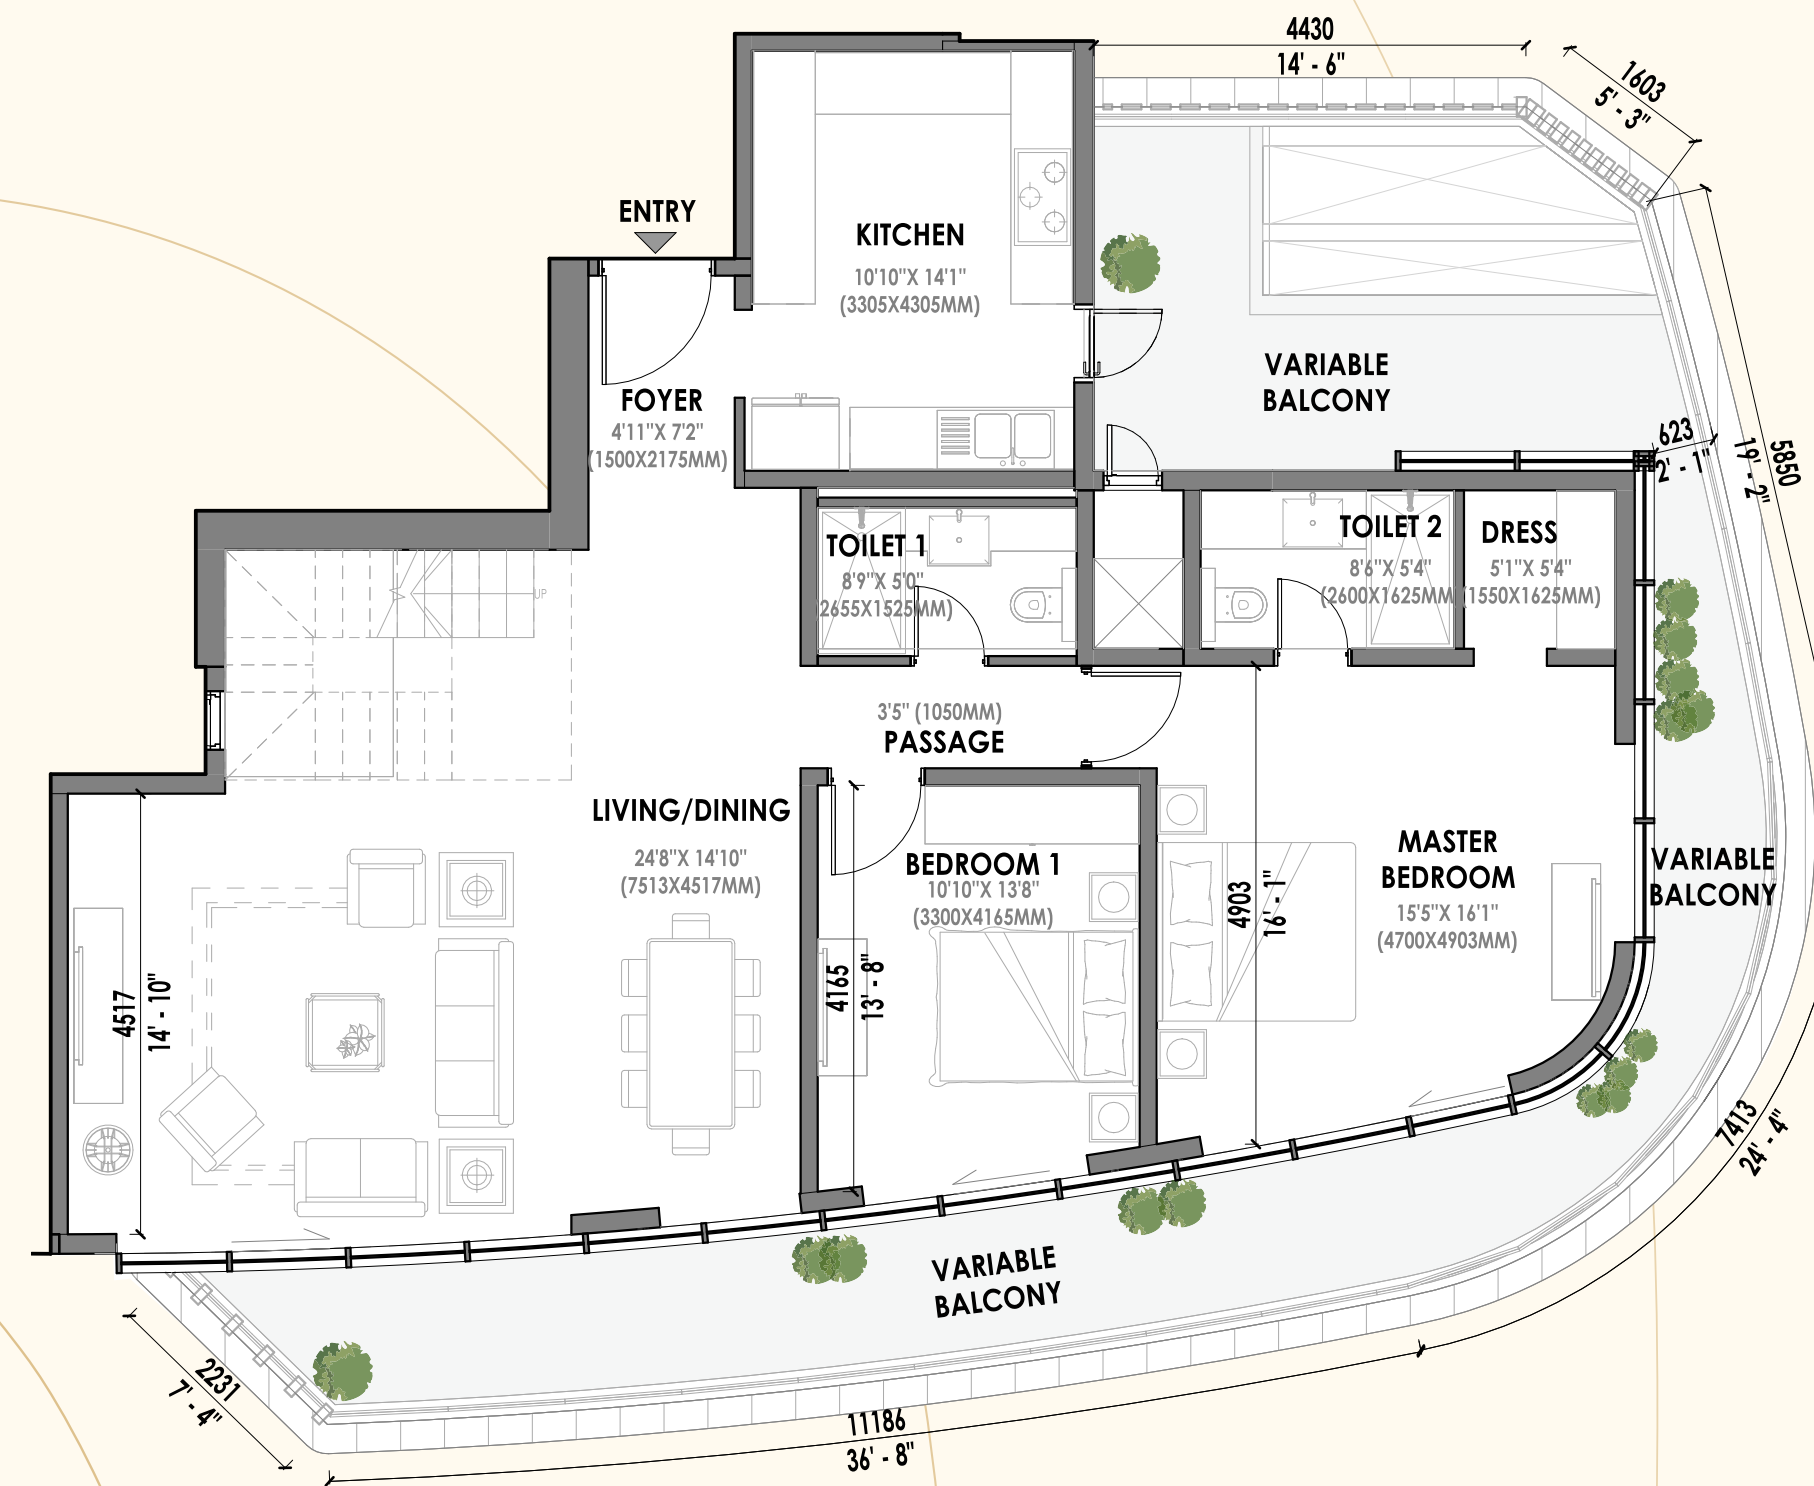 4430
14' - 6"
1603
5' - 3"
ENTRY
KITCHEN
10'10"X 14'1"
(3305X4305MM)
FOYER
4'11"X 7'2"
(1500X2175MM)
VARIABLE
BALCONY
623
2' - 1"
5850
19' - 2"
TOILET 1
8'9"X 5'0"
(2655X1525MM)
TOILET 2
8'6"X 5'4"
(2600X1625MM
DRESS
5'1"X 5'4"
(1550X1625MM)
UP
3'5" (1050MM)
PASSAGE
LIVING/DINING
24'8"X 14'10"
(7513X4517MM)
BEDROOM 1
10'10"X 13'8"
(3300X4165MM)
MASTER
BEDROOM
15'5"X 16'1"
(4700X4903MM)
VARIABLE
BALCONY
4903
16' - 1"
4165
13' - 8"
4517
14' - 10"
7413
24' - 4"
VARIABLE
BALCONY
2231
7' - 4"
11186
36' - 8"